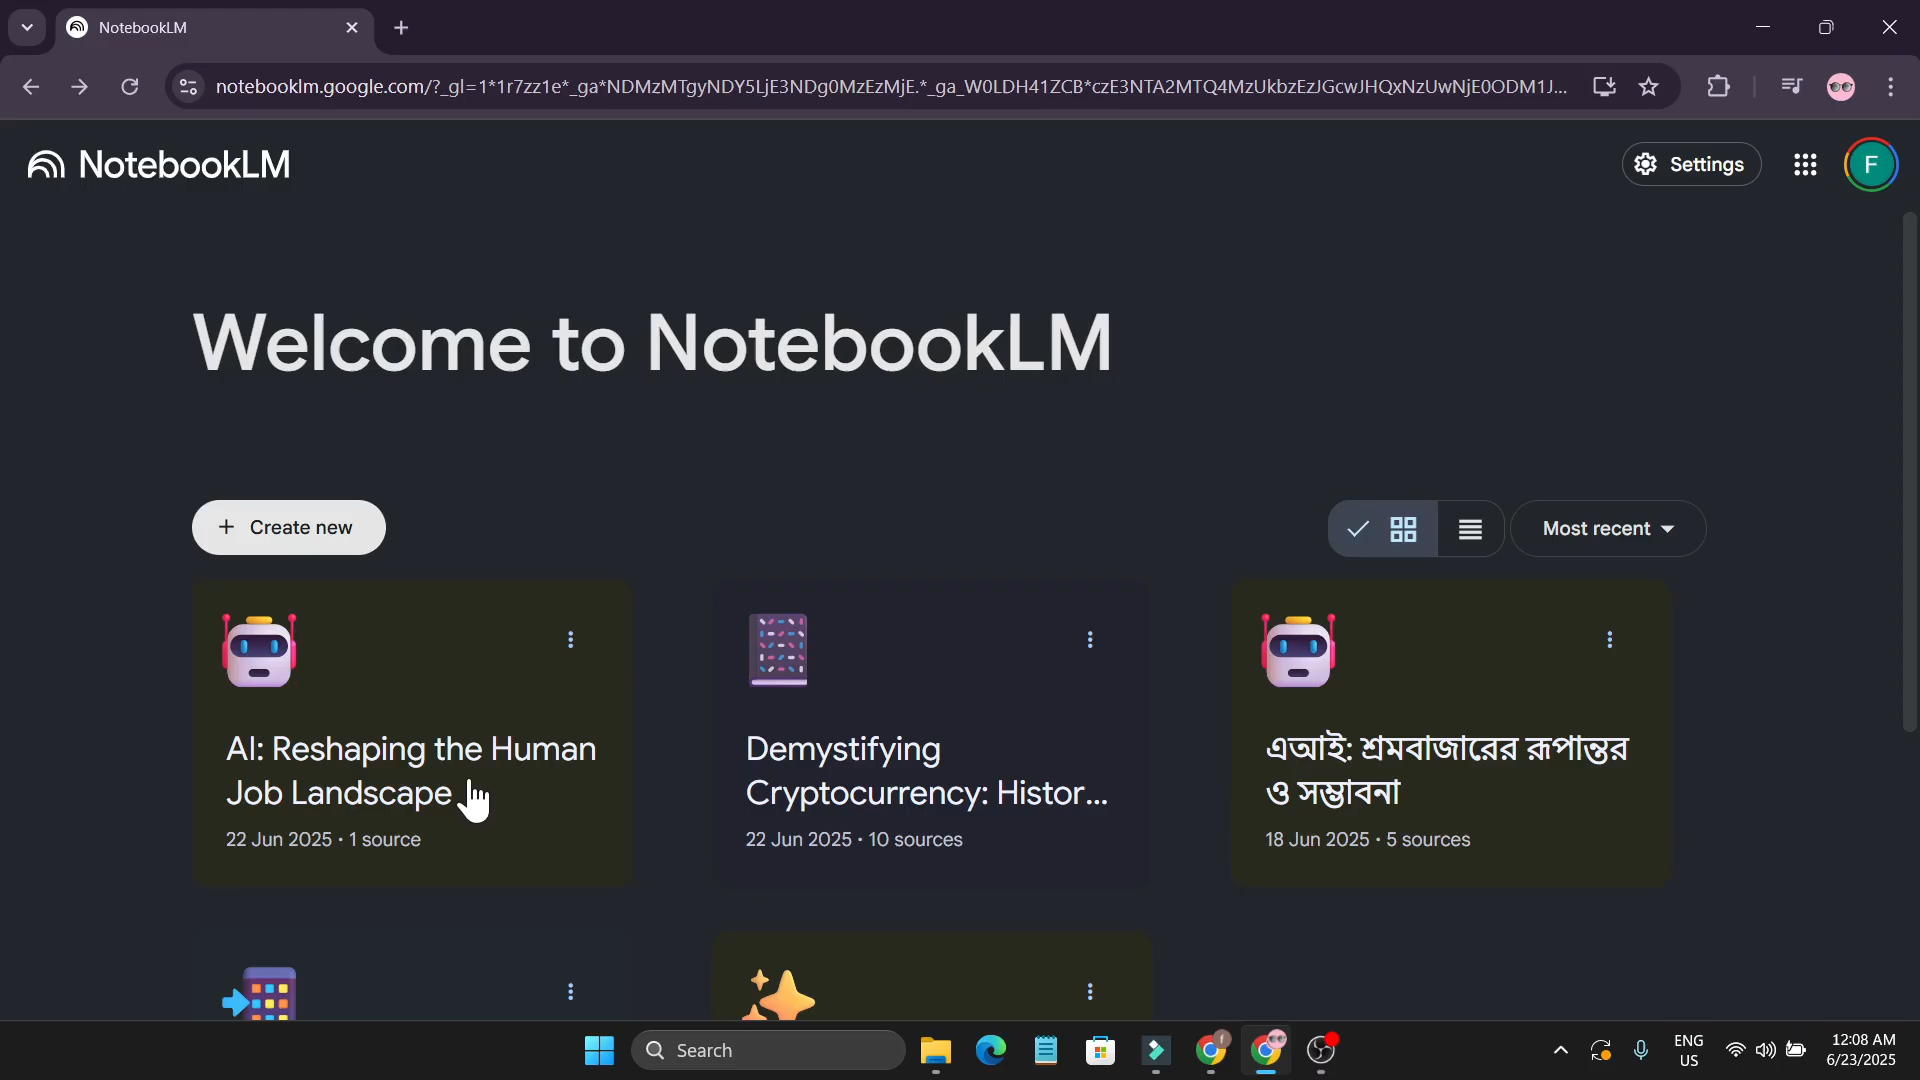 NotebookLM
notebooklm.google.com/?_gl=1*1r7zz1e*_ga*NDMzMTgyNDY5LjE3NDg0MzEzMjE.*_ga_W0LDH41ZCB*czE3NTA2MTQ4MzUkbzEzJGcwJHQxNzUwNjE0ODM1J...
NotebookLM
Settings
F
Welcome to NotebookLM
+ Create new
Most recent
AI: Reshaping the Human
Job Landscape
22 Jun 2025 · 1 source
Demystifying
Cryptocurrency: Histor...
22 Jun 2025 · 10 sources
এআই: শ্রমবাজারের রূপান্তর
ও সম্ভাবনা
18 Jun 2025 · 5 sources
Search
ENG
US
12:08 AM
6/23/2025